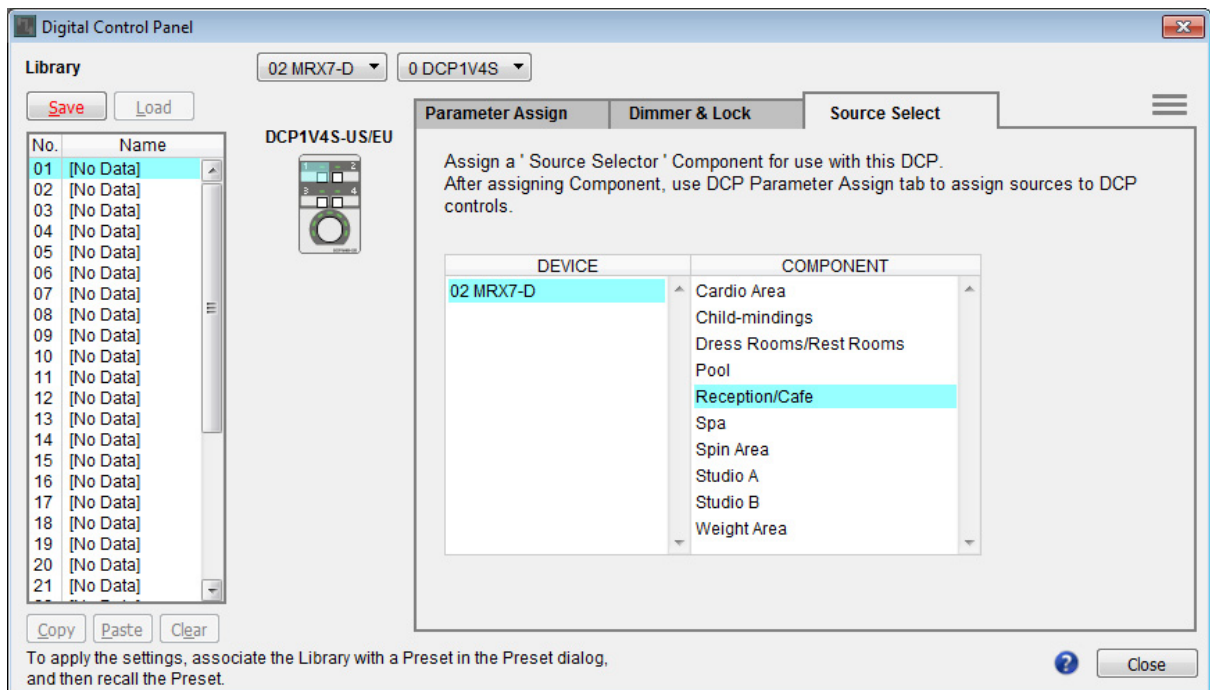 Digital Control Panel
Library
02 MRX7-D
0 DCP1V4S
Save
Load
No. Name
01 [No Data]
02 [No Data]
03 [No Data]
04 [No Data]
05 [No Data]
06 [No Data]
07 [No Data]
08 [No Data]
09 [No Data]
10 [No Data]
11 [No Data]
12 [No Data]
13 [No Data]
14 [No Data]
15 [No Data]
16 [No Data]
17 [No Data]
18 [No Data]
19 [No Data]
20 [No Data]
21 [No Data]
Copy
Paste
Clear
DCP1V4S-US/EU
1 2
3 4
Parameter Assign
Dimmer & Lock
Source Select
Assign a ' Source Selector ' Component for use with this DCP.
After assigning Component, use DCP Parameter Assign tab to assign sources to DCP
controls.
DEVICE
02 MRX7-D
COMPONENT
Cardio Area
Child-mindings
Dress Rooms/Rest Rooms
Pool
Reception/Cafe
Spa
Spin Area
Studio A
Studio B
Weight Area
To apply the settings, associate the Library with a Preset in the Preset dialog,
and then recall the Preset.
?
Close